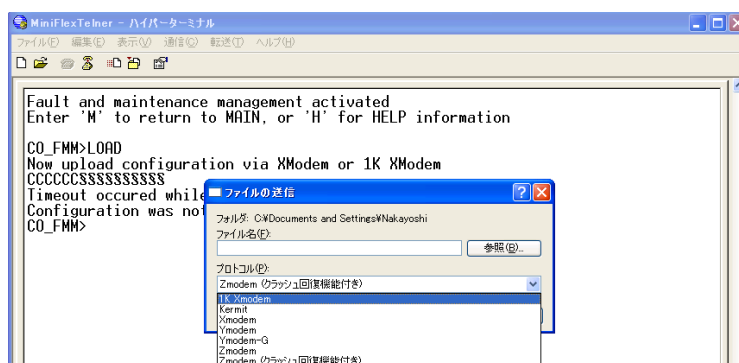 MiniFlexTelner - ハイパーターミナル
ファイル(F) 編集(E) 表示(V) 通信(C) 転送(T) ヘルプ(H)
Fault and maintenance management activated
Enter 'M' to return to MAIN, or 'H' for HELP information
CO_FMM>LOAD
Now upload configuration via XModem or 1K XModem
CCCCCC§§§§§§§§§§
Timeout occured while
Configuration was not
CO_FMM>
ファイルの送信
フォルダ: C:¥Documents and Settings¥Nakayoshi
ファイル名(F):
参照(B)...
プロトコル(P):
Zmodem (クラッシュ回復機能付き)
1K Xmodem
Kermit
Xmodem
Ymodem
Ymodem-G
Zmodem
Zmodem (クラッシュ回復機能付き)